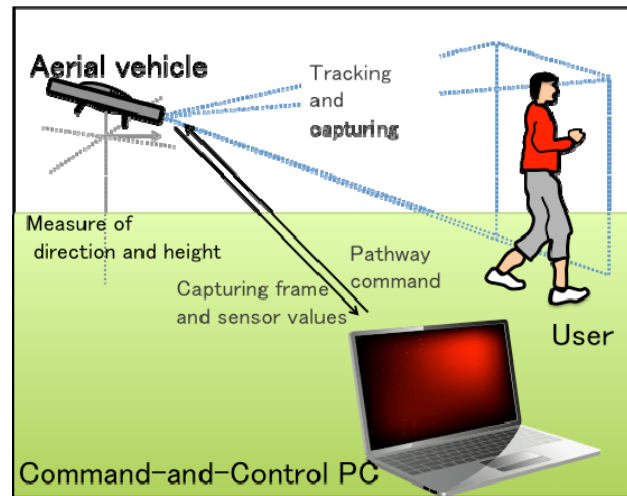 Aerial vehicle
Tracking
and
capturing
Measure of
direction and height
Pathway
command
Capturing frame
and sensor values
User
Command-and-Control PC